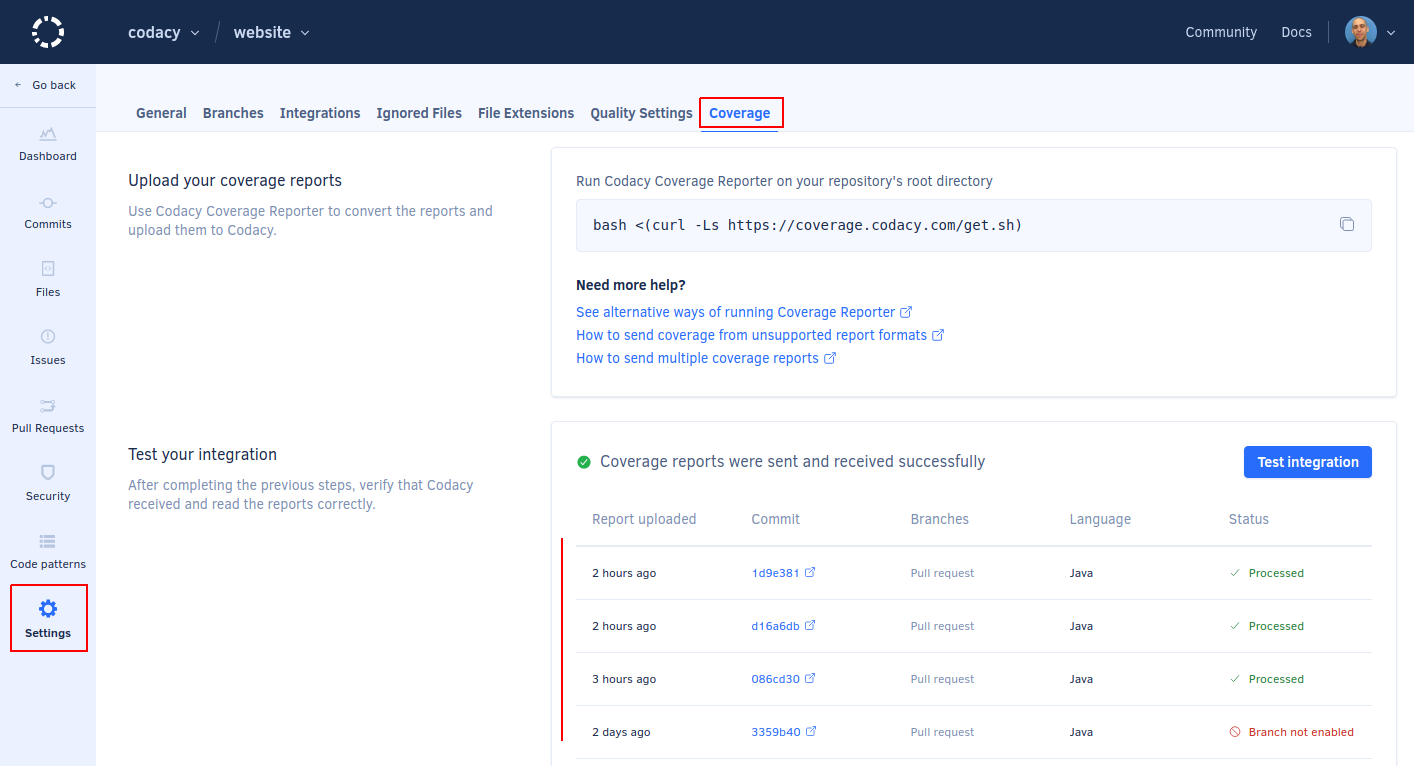 codacy / website
Community Docs
Go back
Dashboard
Commits
Files
Issues
Pull Requests
Security
Code patterns
Settings
General Branches Integrations Ignored Files File Extensions Quality Settings Coverage
Upload your coverage reports
Use Codacy Coverage Reporter to convert the reports and
upload them to Codacy.
Run Codacy Coverage Reporter on your repository's root directory
bash <(curl -Ls https://coverage.codacy.com/get.sh)
Need more help?
See alternative ways of running Coverage Reporter
How to send coverage from unsupported report formats
How to send multiple coverage reports
Test your integration
After completing the previous steps, verify that Codacy
received and read the reports correctly.
Coverage reports were sent and received successfully
Test integration
Report uploaded Commit Branches Language Status
2 hours ago 1d9e381 Pull request Java Processed
2 hours ago d16a6db Pull request Java Processed
3 hours ago 086cd30 Pull request Java Processed
2 days ago 3359b40 Pull request Java Branch not enabled